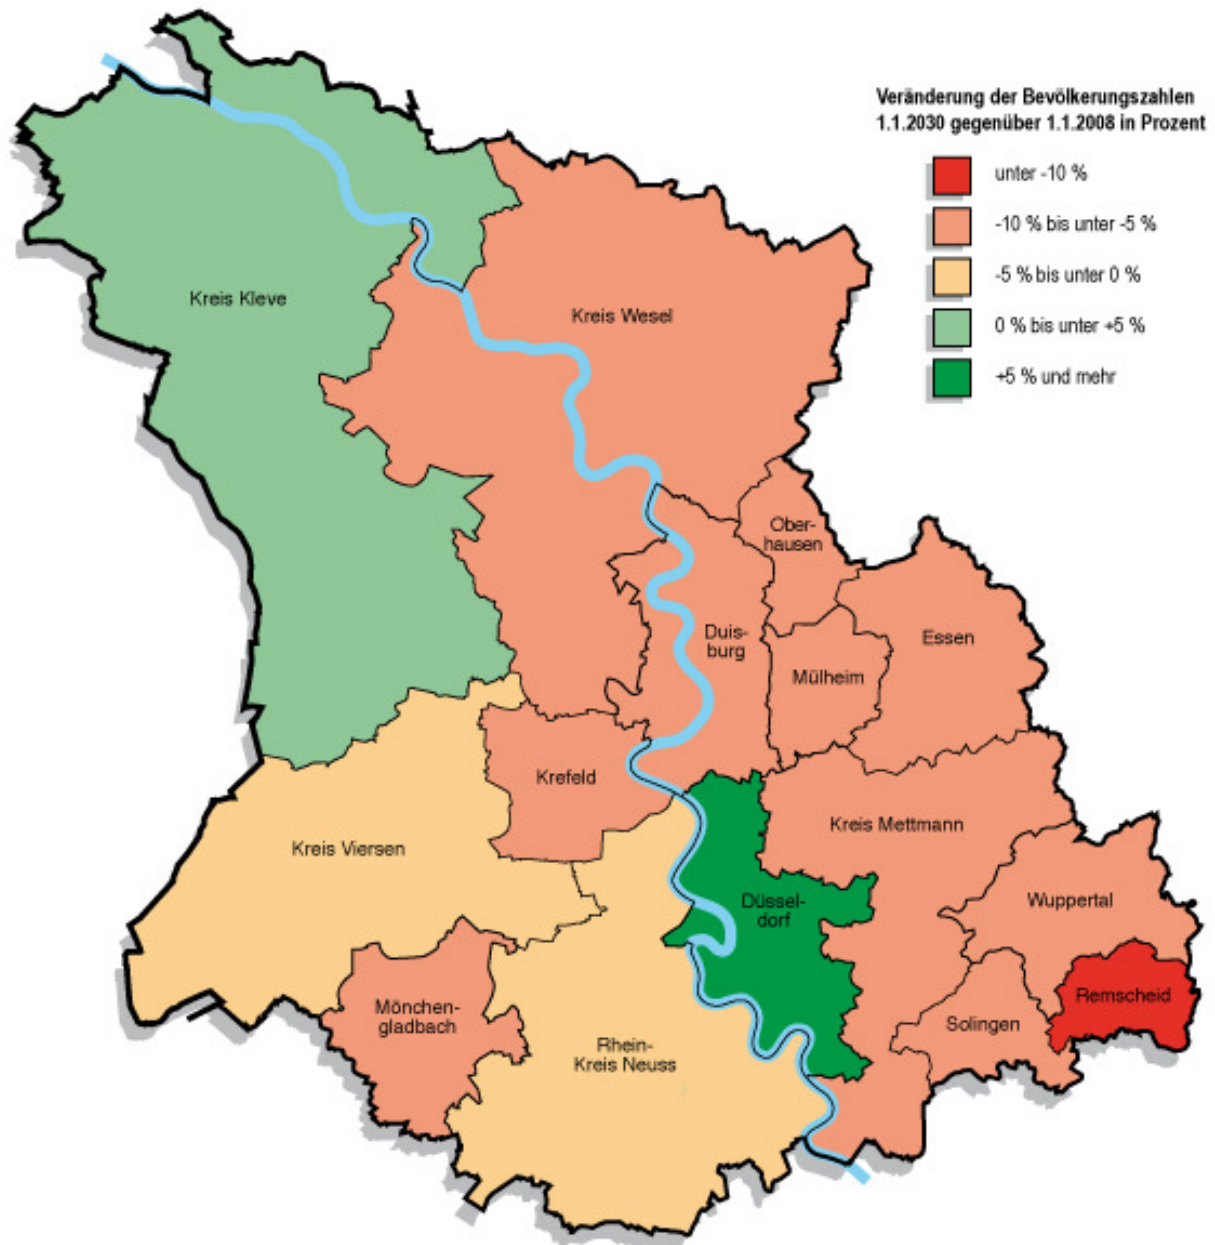 Veränderung der Bevölkerungszahlen
1.1.2030 gegenüber 1.1.2008 in Prozent
unter -10 %
-10 % bis unter -5 %
-5 % bis unter 0 %
0 % bis unter +5 %
+5 % und mehr
Kreis Kleve
Kreis Wesel
Ober-
hausen
Duis-
burg
Essen
Mülheim
Krefeld
Kreis Mettmann
Kreis Viersen
Düssel-
dorf
Wuppertal
Remscheid
Mönchen-
gladbach
Solingen
Rhein-
Kreis Neuss